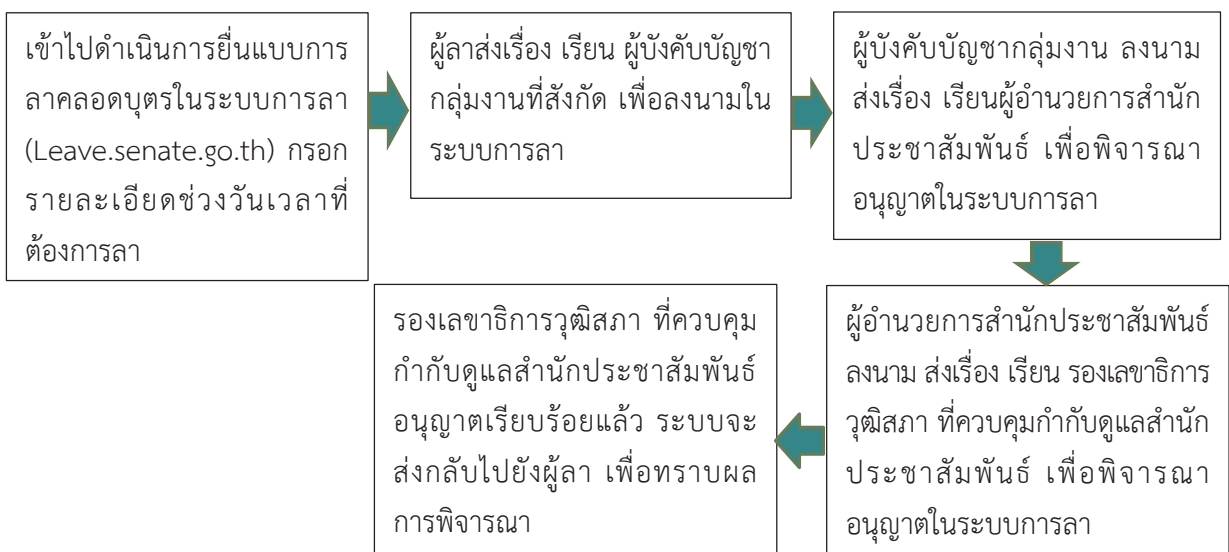 เข้าไปดำเนินการยื่นแบบการ
ลาคลอดบุตรในระบบการลา
(Leave.senate.go.th) กรอก
รายละเอียดช่วงวันเวลาที่
ต้องการลา
ผู้ลาส่งเรื่อง เรียน ผู้บังคับบัญชา
กลุ่มงานที่สังกัด เพื่อลงนามใน
ระบบการลา
ผู้บังคับบัญชากลุ่มงาน ลงนาม
ส่งเรื่อง เรียนผู้อำนวยการสำนัก
ประชาสัมพันธ์ เพื่อพิจารณา
อนุญาตในระบบการลา
ผู้อำนวยการสำนักประชาสัมพันธ์
ลงนาม ส่งเรื่อง เรียน รองเลขาธิการ
วุฒิสภา ที่ควบคุมกำกับดูแลสำนัก
ประชาสัมพันธ์ เพื่อพิจารณา
อนุญาตในระบบการลา
รองเลขาธิการวุฒิสภา ที่ควบคุม
กำกับดูแลสำนักประชาสัมพันธ์
อนุญาตเรียบร้อยแล้ว ระบบจะ
ส่งกลับไปยังผู้ลา เพื่อทราบผล
การพิจารณา